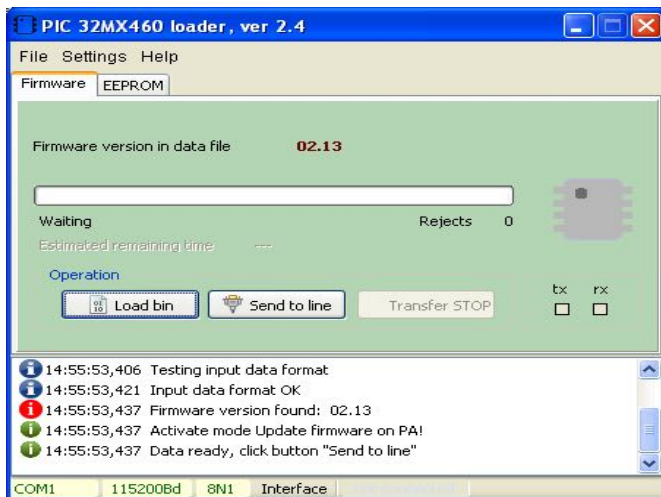 PIC 32MX460 loader, ver 2.4
File Settings Help
Firmware EEPROM
Firmware version in data file 02.13
Waiting Rejects 0
Estimated remaining time ---
Operation
Load bin Send to line Transfer STOP
tx rx
14:55:53,406 Testing input data format
14:55:53,421 Input data format OK
14:55:53,437 Firmware version found: 02.13
14:55:53,437 Activate mode Update firmware on PA!
14:55:53,437 Data ready, click button "Send to line"
COM1 115200Bd 8N1 Interface